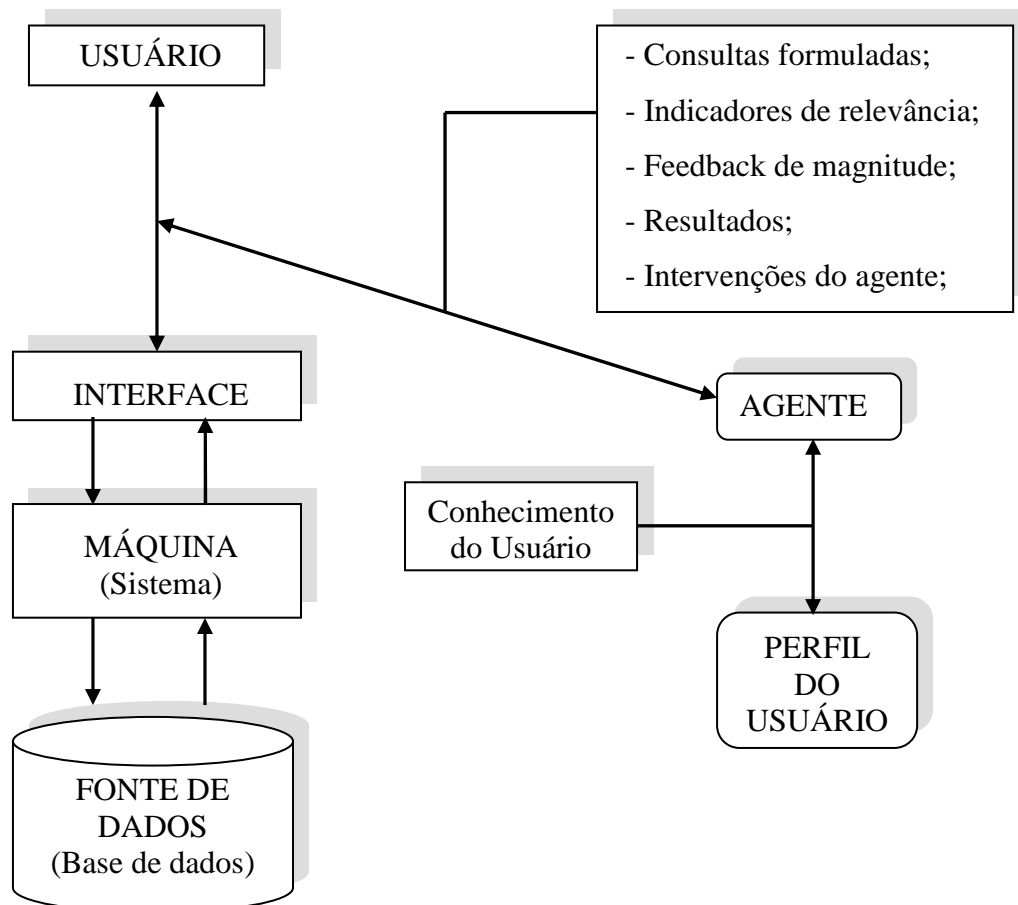 USUÁRIO
- Consultas formuladas;
- Indicadores de relevância;
- Feedback de magnitude;
- Resultados;
- Intervenções do agente;
INTERFACE
AGENTE
Conhecimento
do Usuário
MÁQUINA
(Sistema)
PERFIL
DO
USUÁRIO
FONTE DE
DADOS
(Base de dados)